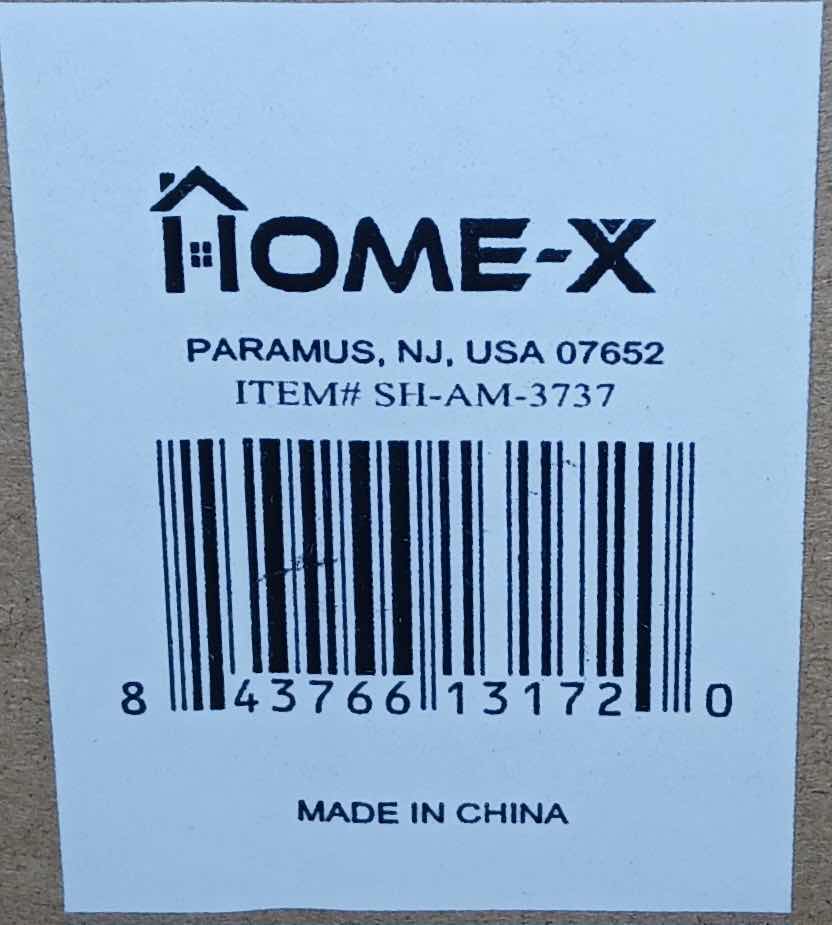 HOME-X
PARAMUS, NJ, USA 07652
ITEM# SH-AM-3737
8 43766 13172 0
MADE IN CHINA